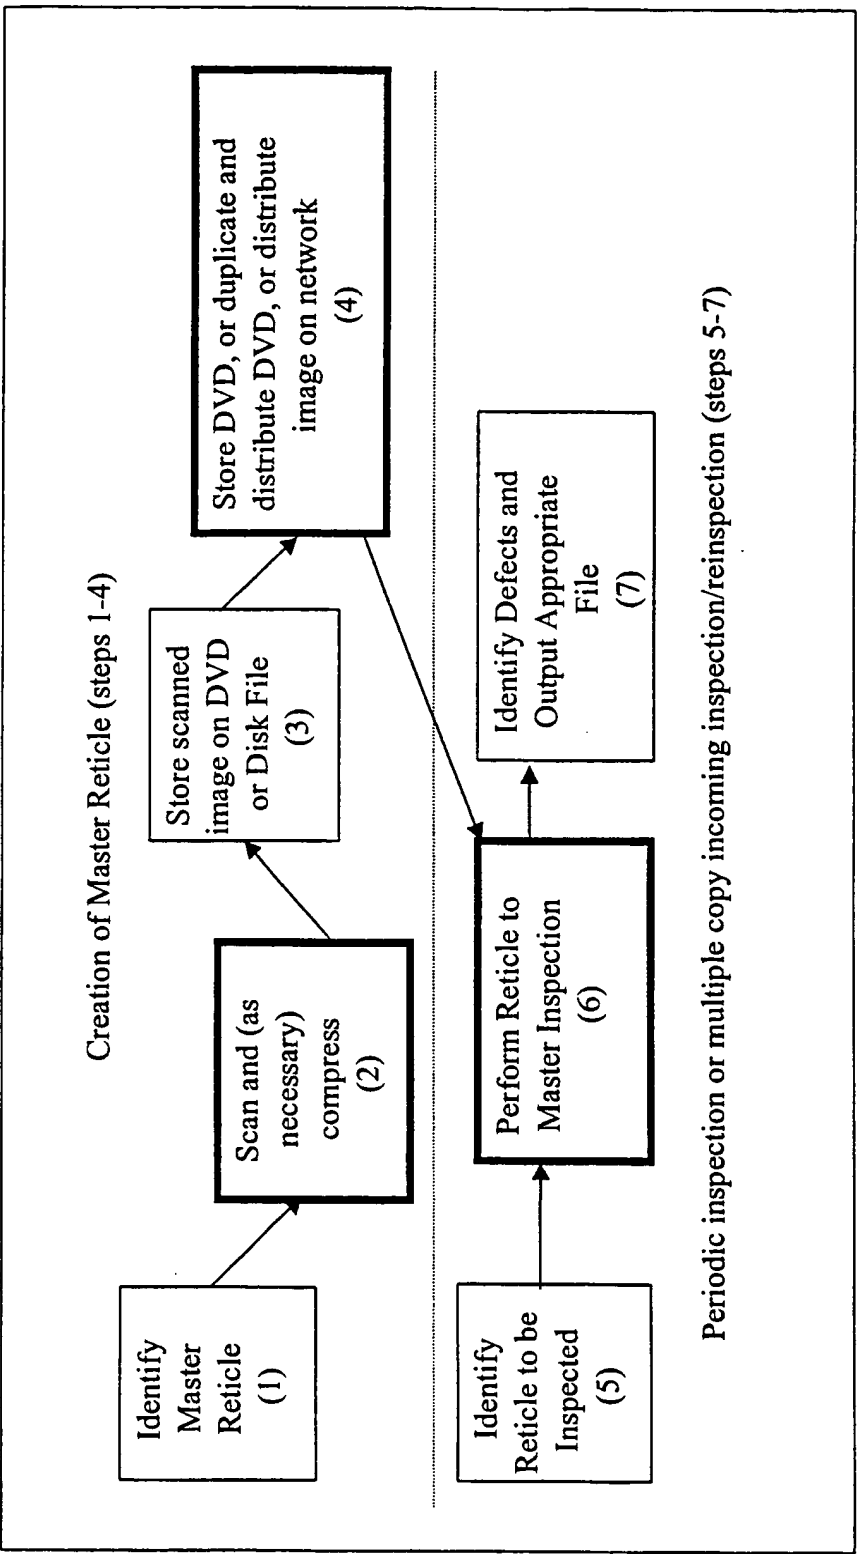 Creation of Master Reticle (steps 1-4)
Identify
Master
Reticle
(1)
Scan and (as
necessary)
compress
(2)
Store scanned
image on DVD
or Disk File
(3)
Store DVD, or duplicate and
distribute DVD, or distribute
image on network
(4)
Identify
Reticle to be
Inspected
(5)
Perform Reticle to
Master Inspection
(6)
Identify Defects and
Output Appropriate
File
(7)
Periodic inspection or multiple copy incoming inspection/reinspection (steps 5-7)